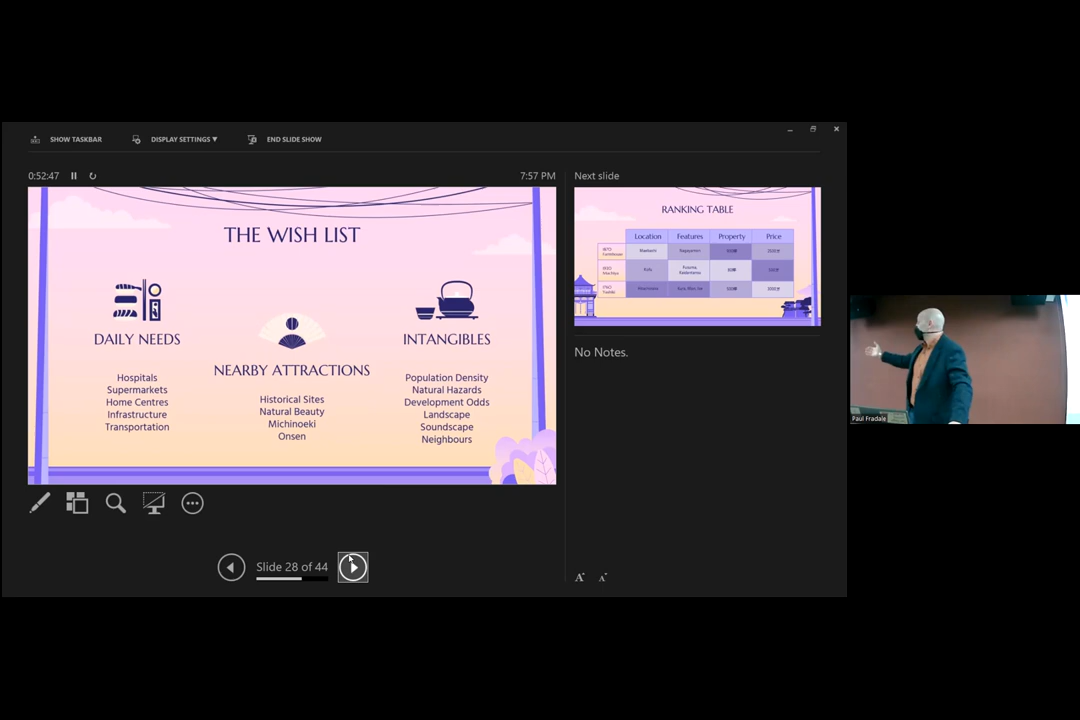 SHOW TASKBAR
DISPLAY SETTINGS ▼
END SLIDE SHOW
0:52:47
7:57 PM
THE WISH LIST
DAILY NEEDS
Hospitals
Supermarkets
Home Centres
Infrastructure
Transportation
NEARBY ATTRACTIONS
Historical Sites
Natural Beauty
Michinoeki
Onsen
INTANGIBLES
Population Density
Natural Hazards
Development Odds
Landscape
Soundscape
Neighbours
Slide 28 of 44
Next slide
RANKING TABLE
Location
Features
Property
Price
No Notes.
Paul Fradale